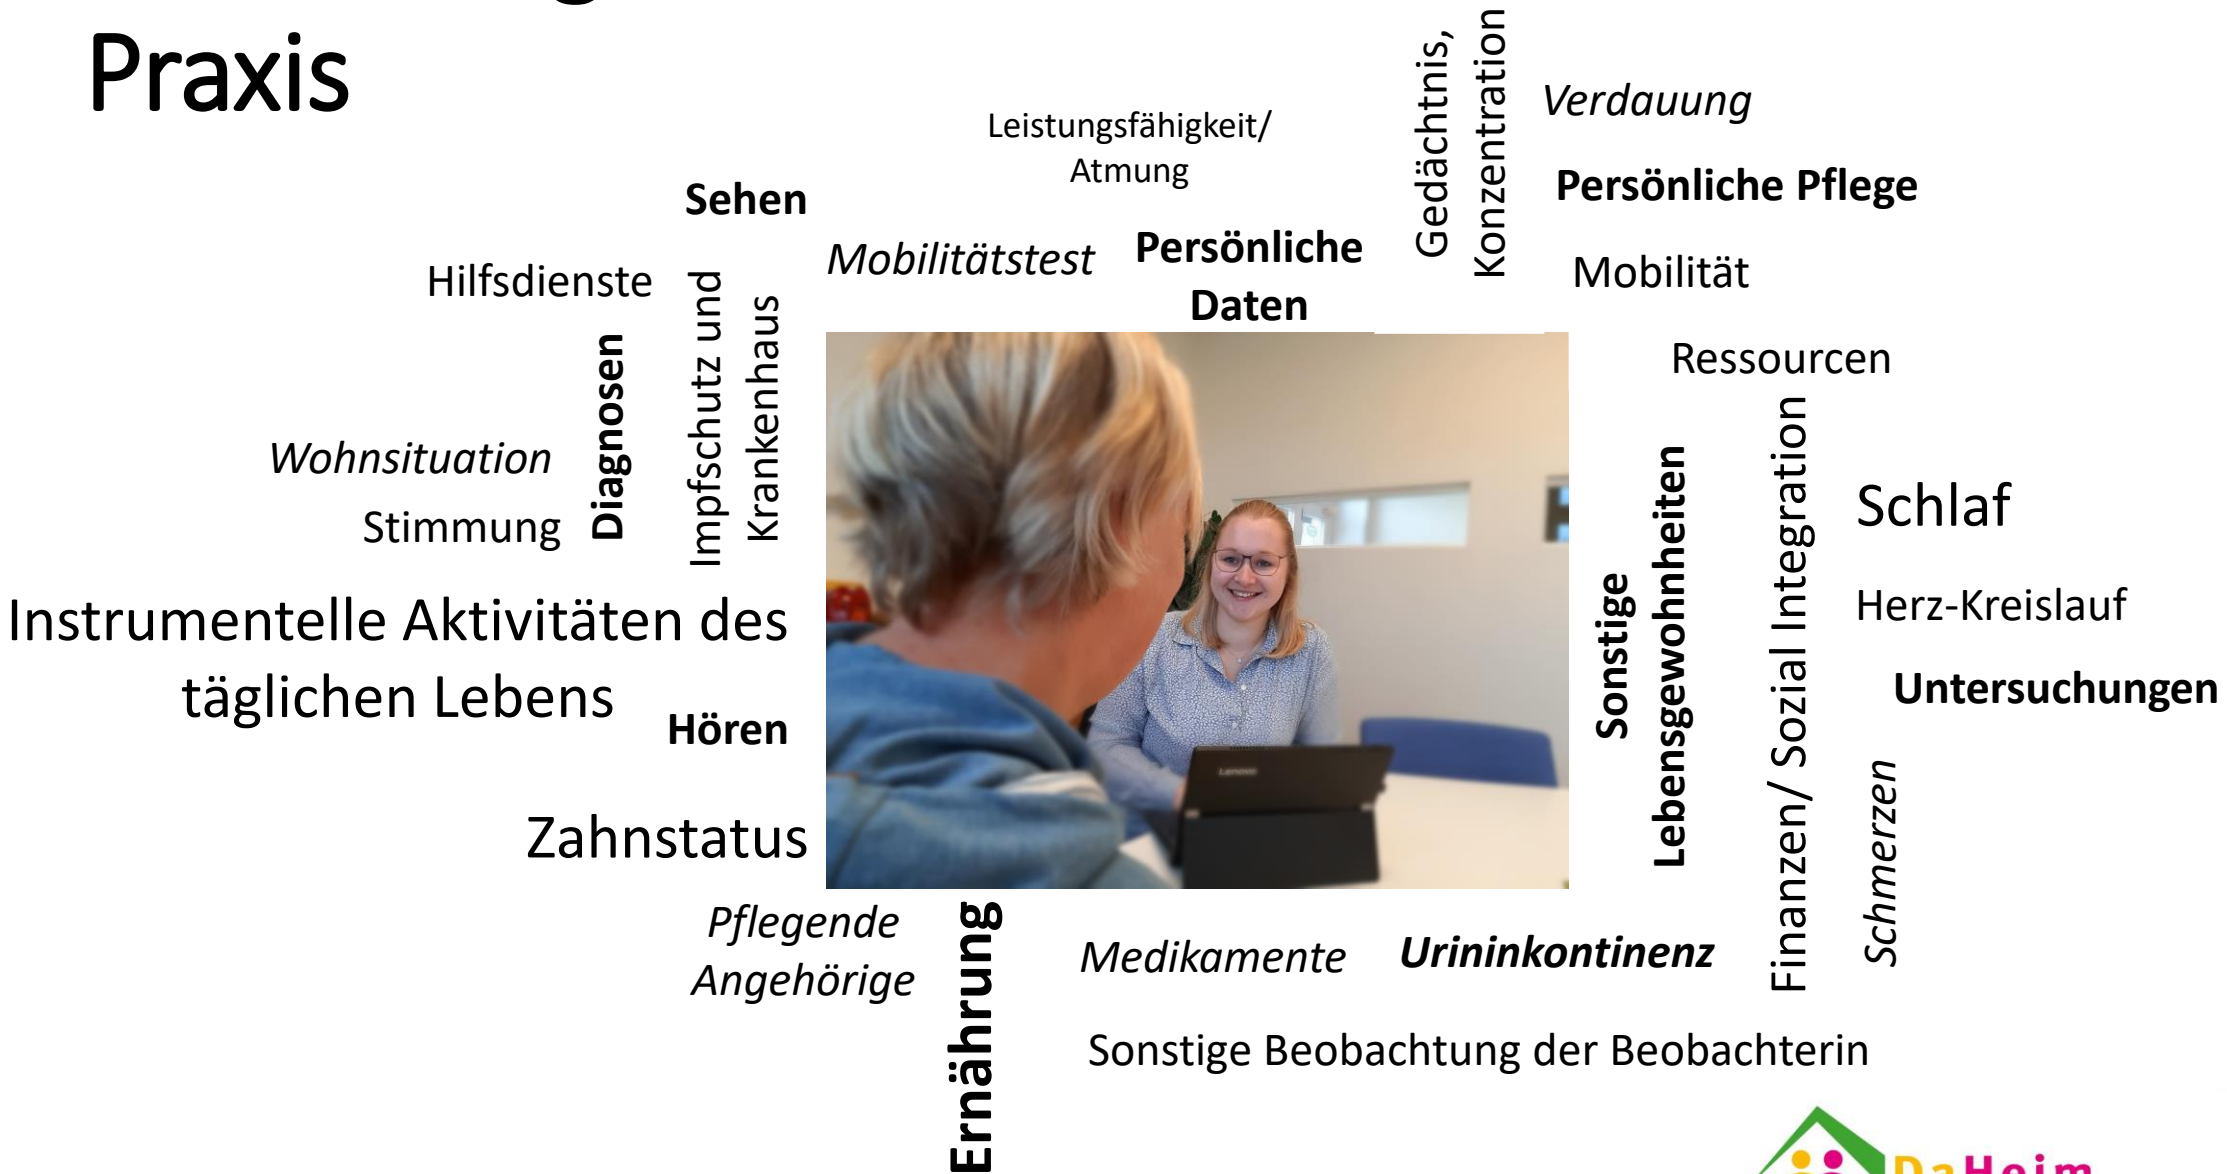 Praxis
Leistungsfähigkeit/
Atmung
Gedächtnis,
Konzentration
Verdauung
Persönliche Pflege
Sehen
Mobilitätstest
Persönliche
Daten
Mobilität
Hilfsdienste
Impfschutz und
Krankenhaus
Diagnosen
Ressourcen
Wohnsituation
Stimmung
Sonstige
Lebensgewohnheiten
Finanzen/ Sozial Integration
Schlaf
Herz-Kreislauf
Instrumentelle Aktivitäten des
täglichen Lebens
Untersuchungen
Hören
Lenovo
Schmerzen
Zahnstatus
Pflegende
Angehörige
Ernährung
Medikamente
Urininkontinenz
Sonstige Beobachtung der Beobachterin
DaHeim